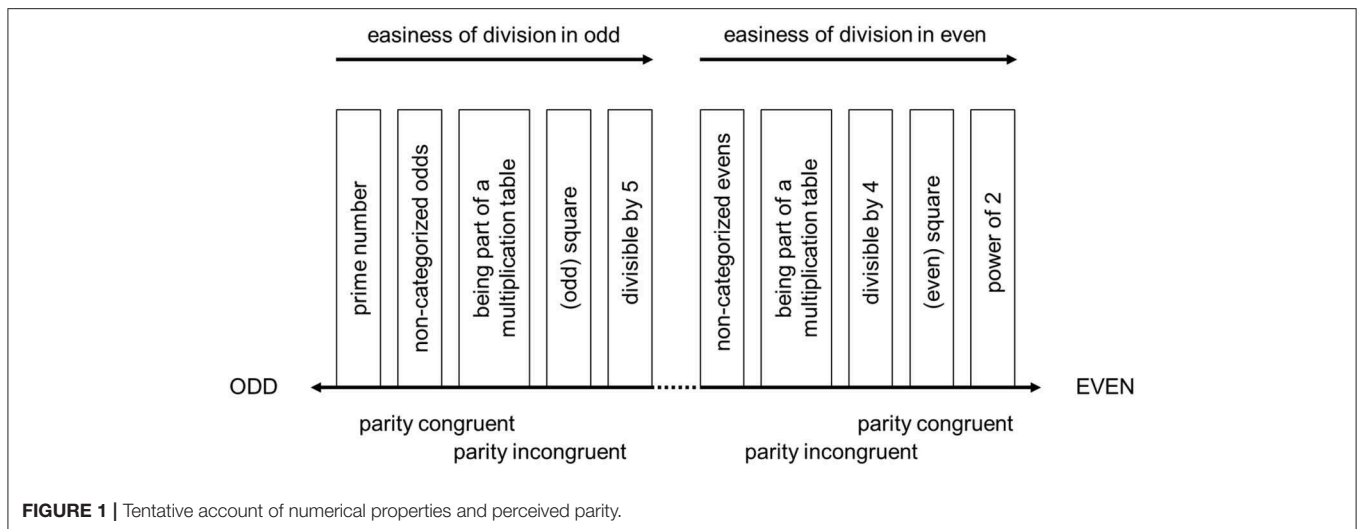 easiness of division in odd
easiness of division in even
prime number
non-categorized odds
being part of a
multiplication table
(odd) square
divisible by 5
non-categorized evens
being part of a
multiplication table
divisible by 4
(even) square
power of 2
ODD
EVEN
parity congruent
parity incongruent
parity congruent
parity incongruent
FIGURE 1 | Tentative account of numerical properties and perceived parity.